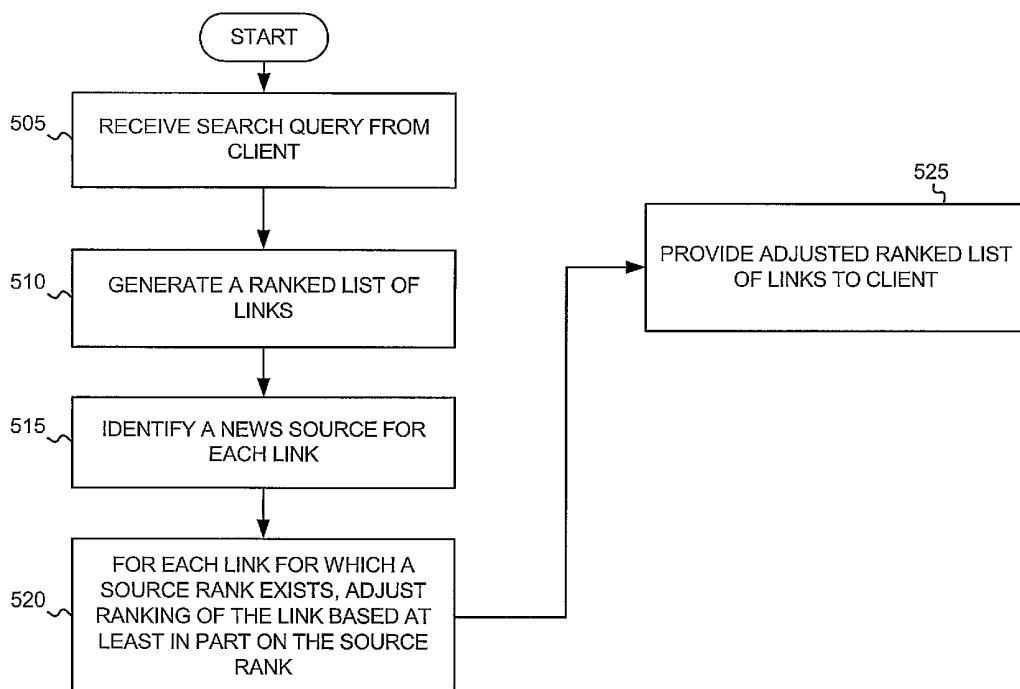 START
505
RECEIVE SEARCH QUERY FROM
CLIENT
510
GENERATE A RANKED LIST OF
LINKS
515
IDENTIFY A NEWS SOURCE FOR
EACH LINK
520
FOR EACH LINK FOR WHICH A
SOURCE RANK EXISTS, ADJUST
RANKING OF THE LINK BASED AT
LEAST IN PART ON THE SOURCE
RANK
525
PROVIDE ADJUSTED RANKED LIST
OF LINKS TO CLIENT